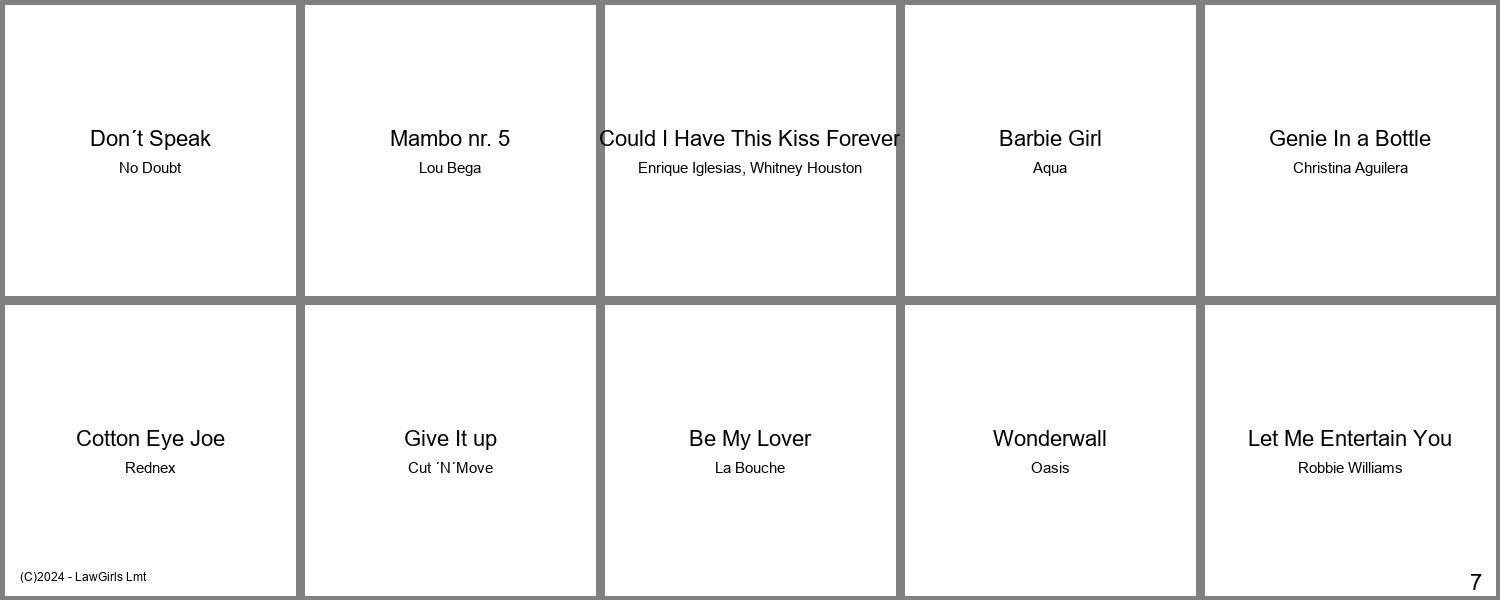 Don´t Speak
No Doubt
Mambo nr. 5
Lou Bega
Could I Have This Kiss Forever
Enrique Iglesias, Whitney Houston
Barbie Girl
Aqua
Genie In a Bottle
Christina Aguilera
Cotton Eye Joe
Rednex
Give It up
Cut ´N´Move
Be My Lover
La Bouche
Wonderwall
Oasis
Let Me Entertain You
Robbie Williams
(C)2024 - LawGirls Lmt
7